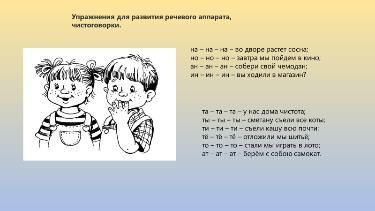 Упражнения для развития речевого аппарата,
чистоговорки.
на – на – на – во дворе растет сосна;
но – но – но – завтра мы пойдем в кино;
ан – ан – ан – собери свой чемодан;
ин – ин – ин – вы ходили в магазин?
та – та – та – у нас дома чистота;
ты – ты – ты – сметану съели все коты;
ти – ти – ти – съели кашу всю почти;
тё – тё – тё – отложили мы шитьё;
то – то – то – стали мы играть в лото;
ат – ат – ат – берём с собою самокат.